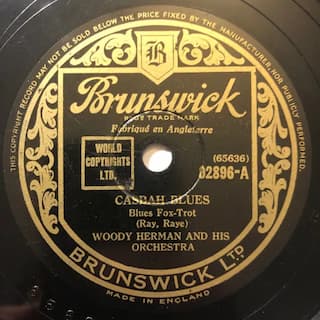 THIS COPYRIGHT RECORD MAY NOT BE SOLD BELOW THE PRICE FIXED BY THE MANUFACTURER, NOR PUBLICLY PERFORMED.
B
Brunswick
TRADE MARK
Fabriqué en Angleterre
WORLD
COPYRIGHTS
LTD.
(65636)
02896-A
CASBAH BLUES
Blues Fox-Trot
(Ray, Raye)
WOODY HERMAN AND HIS
ORCHESTRA
BRUNSWICK LTD
MADE IN ENGLAND